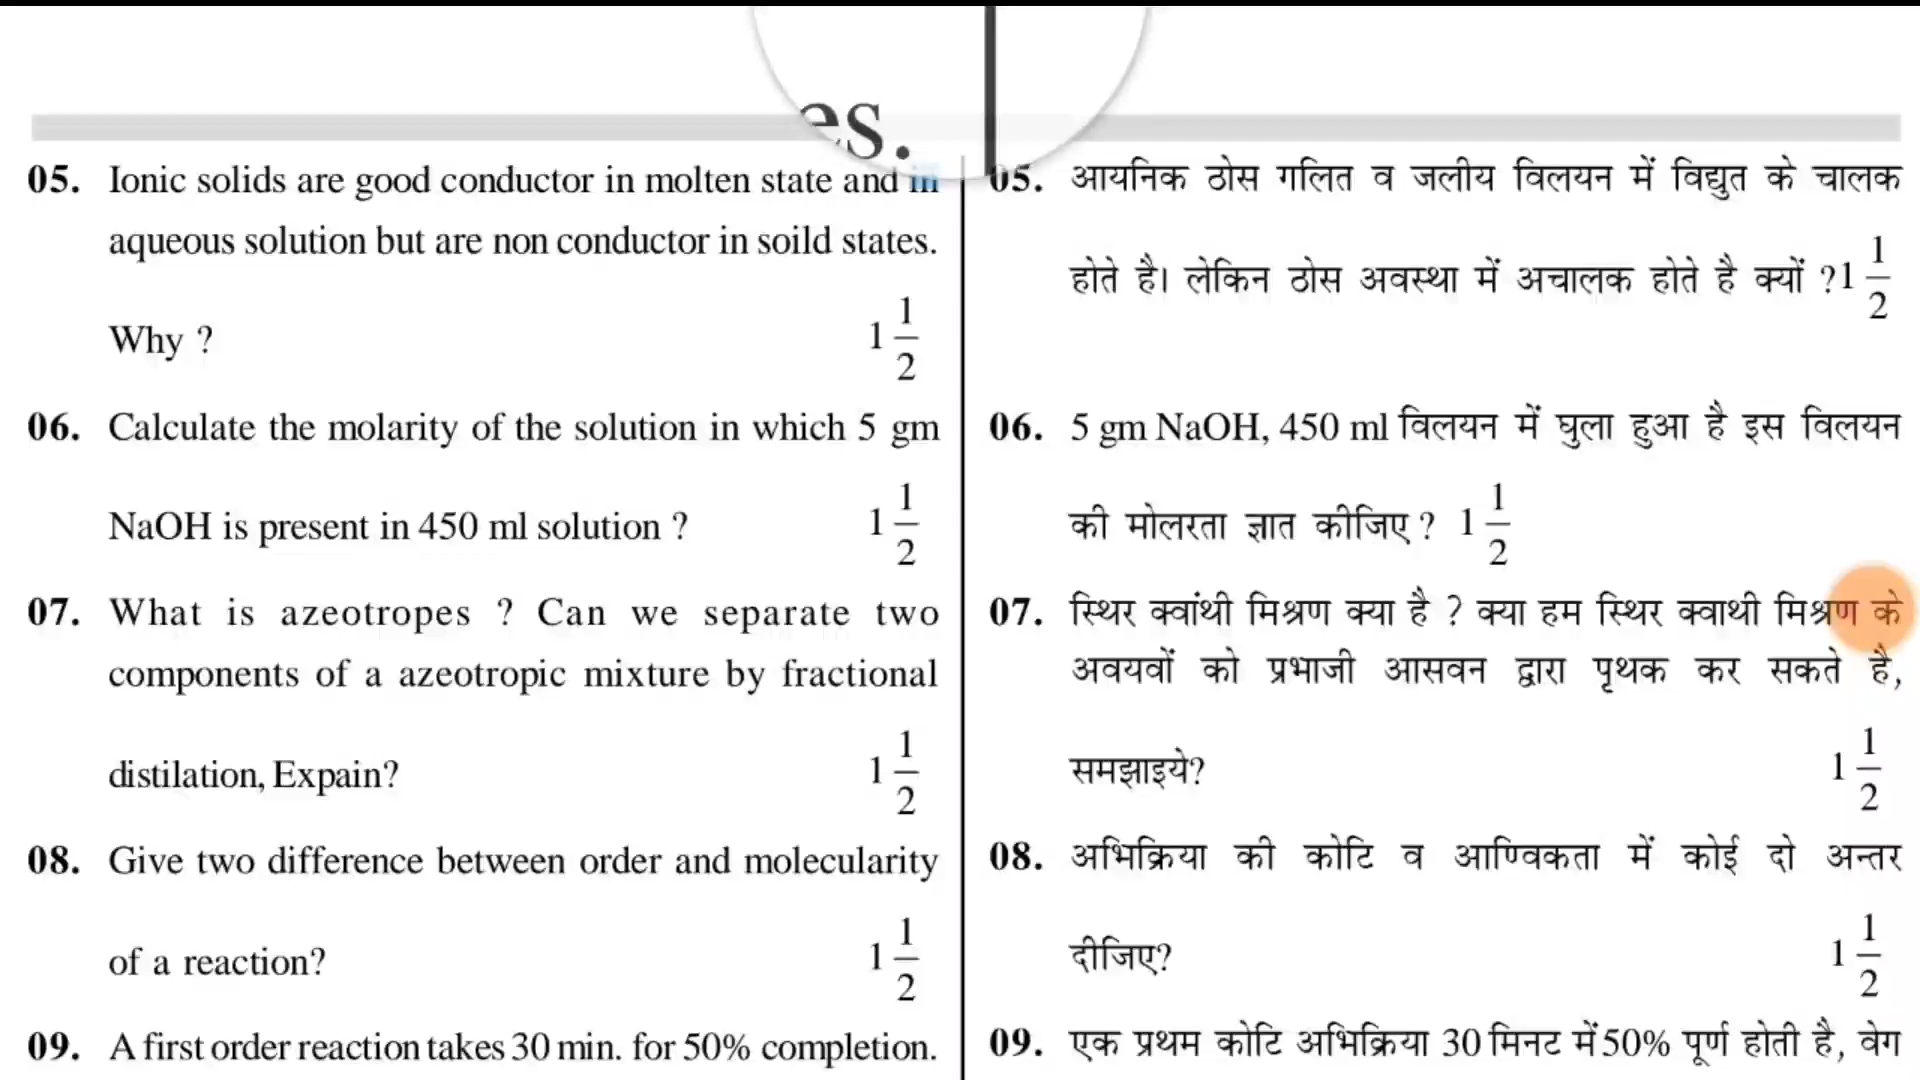 es.
05. Ionic solids are good conductor in molten state and in
aqueous solution but are non conductor in soild states.
Why ? 1 1/2
06. Calculate the molarity of the solution in which 5 gm
NaOH is present in 450 ml solution ? 1 1/2
07. What is azeotropes ? Can we separate two
components of a azeotropic mixture by fractional
distilation, Expain? 1 1/2
08. Give two difference between order and molecularity
of a reaction? 1 1/2
09. A first order reaction takes 30 min. for 50% completion.
05. आयनिक ठोस गलित व जलीय विलयन में विद्युत के चालक
होते है। लेकिन ठोस अवस्था में अचालक होते है क्यों ?1 1/2
06. 5 gm NaOH, 450 ml विलयन में घुला हुआ है इस विलयन
की मोलरता ज्ञात कीजिए ? 1 1/2
07. स्थिर क्वांथी मिश्रण क्या है ? क्या हम स्थिर क्वाथी मिश्रण के
अवयवों को प्रभाजी आसवन द्वारा पृथक कर सकते है,
समझाइये? 1 1/2
08. अभिक्रिया की कोटि व आण्विकता में कोई दो अन्तर
दीजिए? 1 1/2
09. एक प्रथम कोटि अभिक्रिया 30 मिनट में 50% पूर्ण होती है, वेग